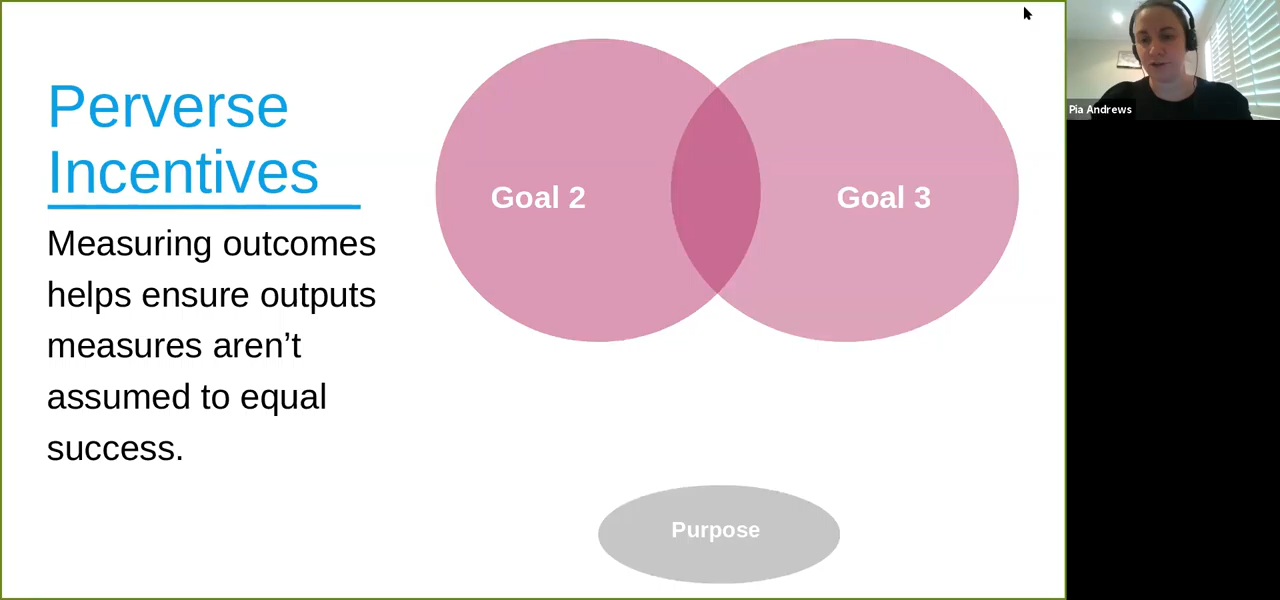 Perverse
Incentives
Measuring outcomes
helps ensure outputs
measures aren’t
assumed to equal
success.
Goal 2
Goal 3
Purpose
Pia Andrews